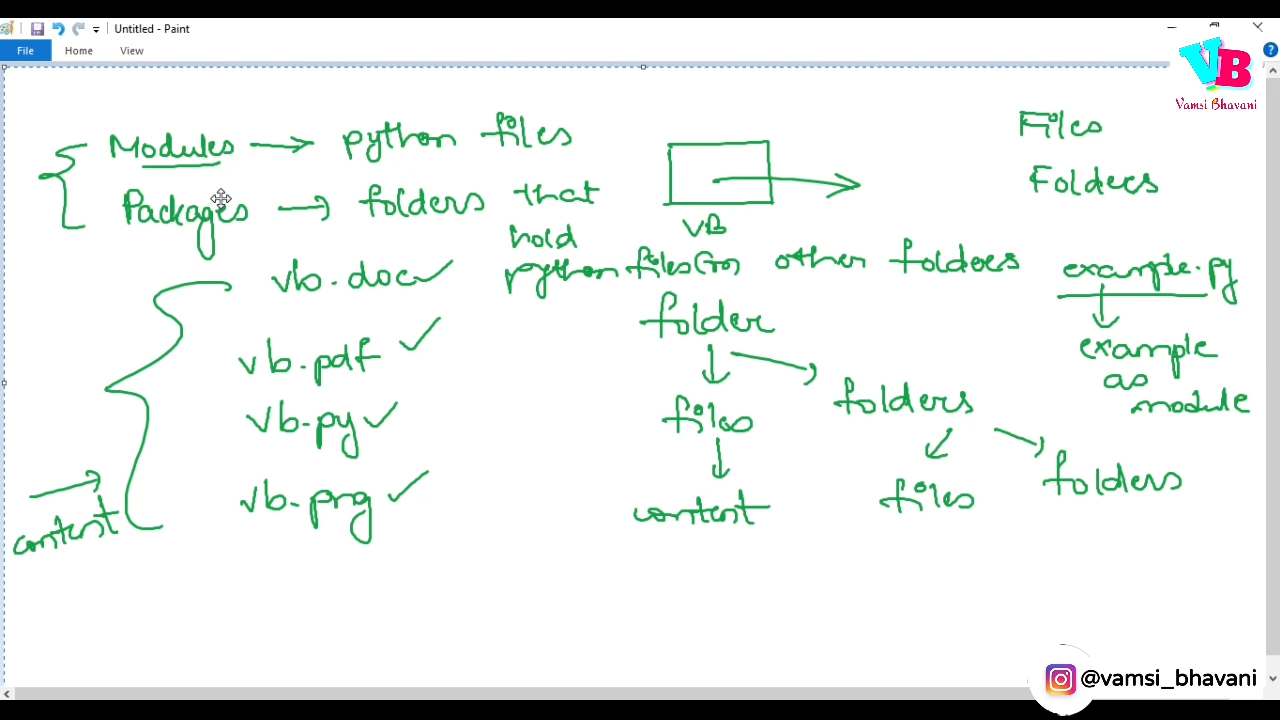 Untitled - Paint
File Home View
VB
Vamsi Bhavani
Modules → python files
Packages → folders that
hold
python files(or) other folders
VB
Files
Folders
vb.doc✓
vb.pdf ✓
vb.py✓
vb.png✓
content
folder
files
content
folders
files
folders
example.py
example
as
module
@vamsi_bhavani